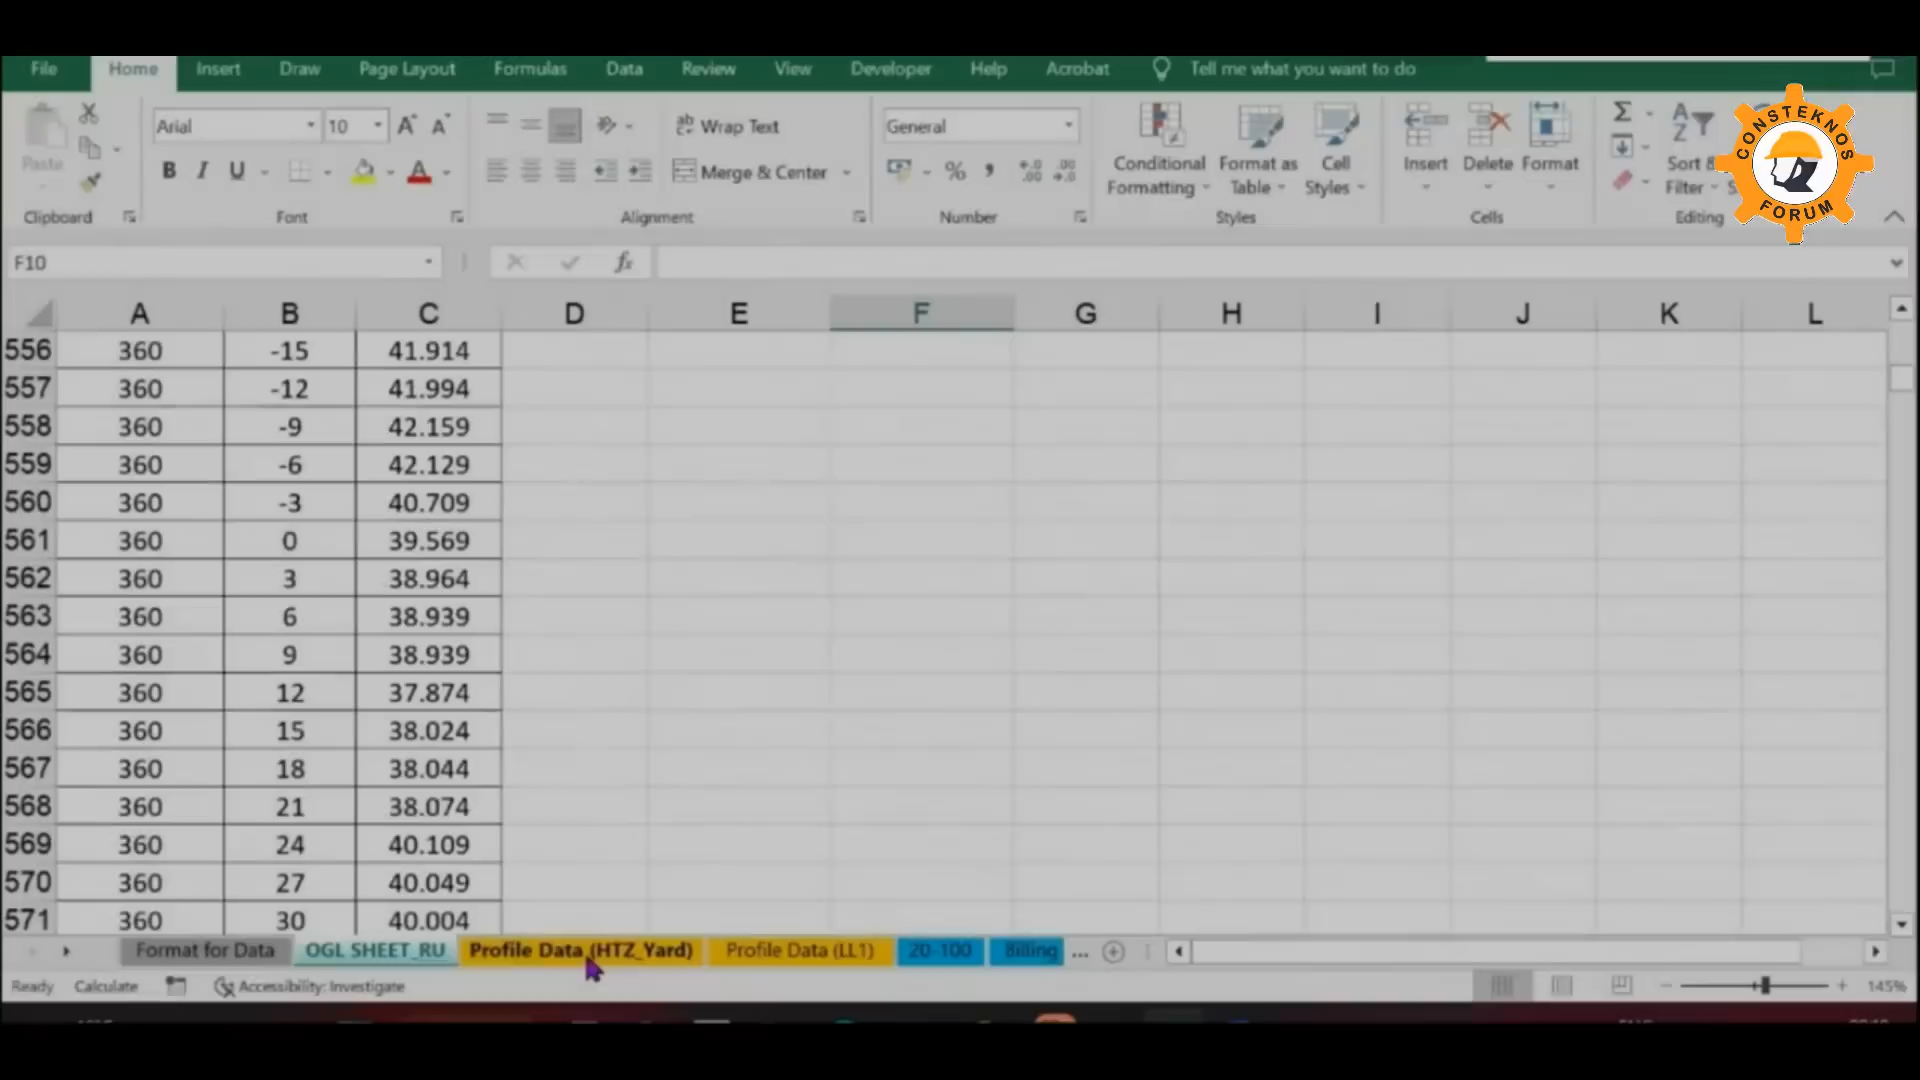 File Home Insert Draw Page Layout Formulas Data Review View Developer Help Acrobat Tell me what you want to do
Arial 10 Wrap Text General
Paste Conditional Format as Cell Insert Delete Format Sort &
B I U Merge & Center % Formatting Table Styles Filter
Clipboard Font Alignment Number Styles Cells Editing
CONSTEKNOS
FORUM
F10 fx
A B C D E F G H I J K L
556 360 -15 41.914
557 360 -12 41.994
558 360 -9 42.159
559 360 -6 42.129
560 360 -3 40.709
561 360 0 39.569
562 360 3 38.964
563 360 6 38.939
564 360 9 38.939
565 360 12 37.874
566 360 15 38.024
567 360 18 38.044
568 360 21 38.074
569 360 24 40.109
570 360 27 40.049
571 360 30 40.004
Format for Data OGL SHEET_RU Profile Data (HTZ_Yard) Profile Data (LL1) 20-100 Billing ...
Ready Calculate Accessibility: Investigate 145%